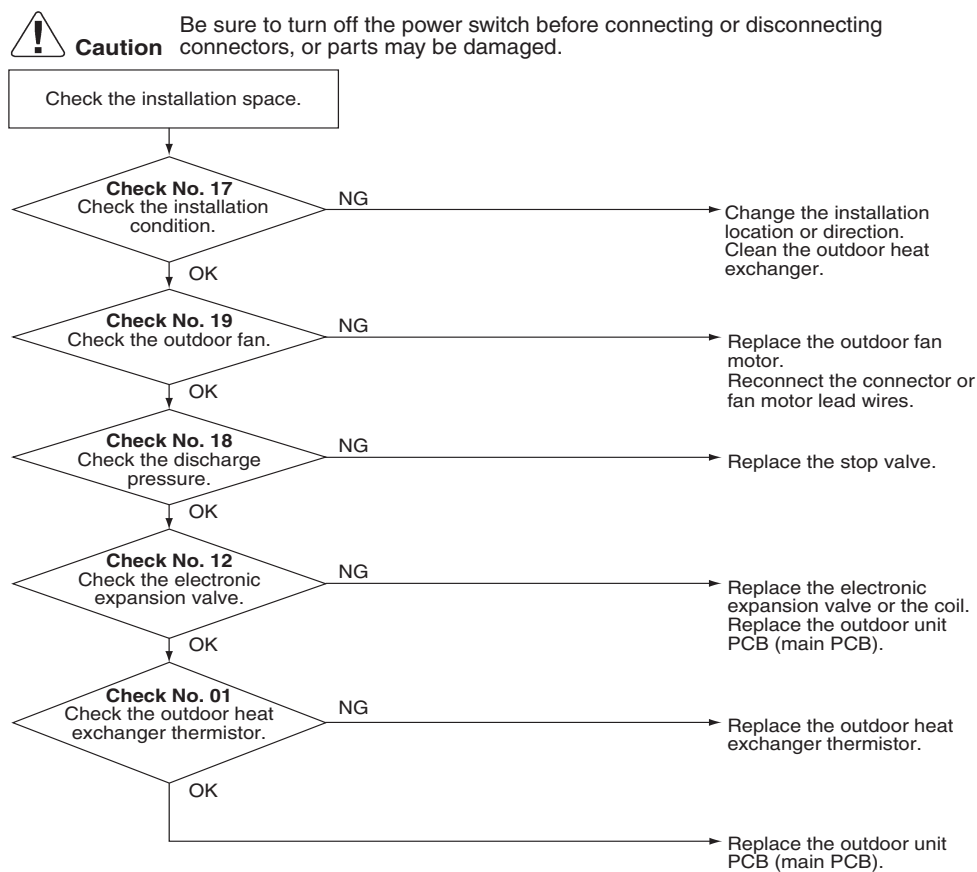 Caution
Be sure to turn off the power switch before connecting or disconnecting
connectors, or parts may be damaged.
Check the installation space.
Check No. 17
Check the installation
condition.
NG
Change the installation
location or direction.
Clean the outdoor heat
exchanger.
OK
Check No. 19
Check the outdoor fan.
NG
Replace the outdoor fan
motor.
Reconnect the connector or
fan motor lead wires.
OK
Check No. 18
Check the discharge
pressure.
NG
Replace the stop valve.
OK
Check No. 12
Check the electronic
expansion valve.
NG
Replace the electronic
expansion valve or the coil.
Replace the outdoor unit
PCB (main PCB).
OK
Check No. 01
Check the outdoor heat
exchanger thermistor.
NG
Replace the outdoor heat
exchanger thermistor.
OK
Replace the outdoor unit
PCB (main PCB).